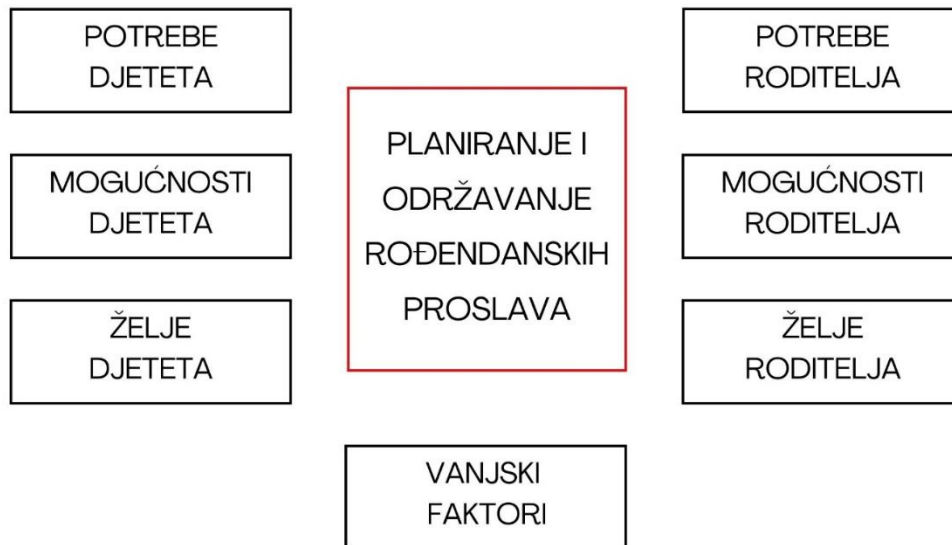 POTREBE
DJETETA
MOGUĆNOSTI
DJETETA
ŽELJE
DJETETA
PLANIRANJE I
ODRŽAVANJE
ROĐENDANSKIH
PROSLAVA
VANJSKI
FAKTORI
POTREBE
RODITELJA
MOGUĆNOSTI
RODITELJA
ŽELJE
RODITELJA